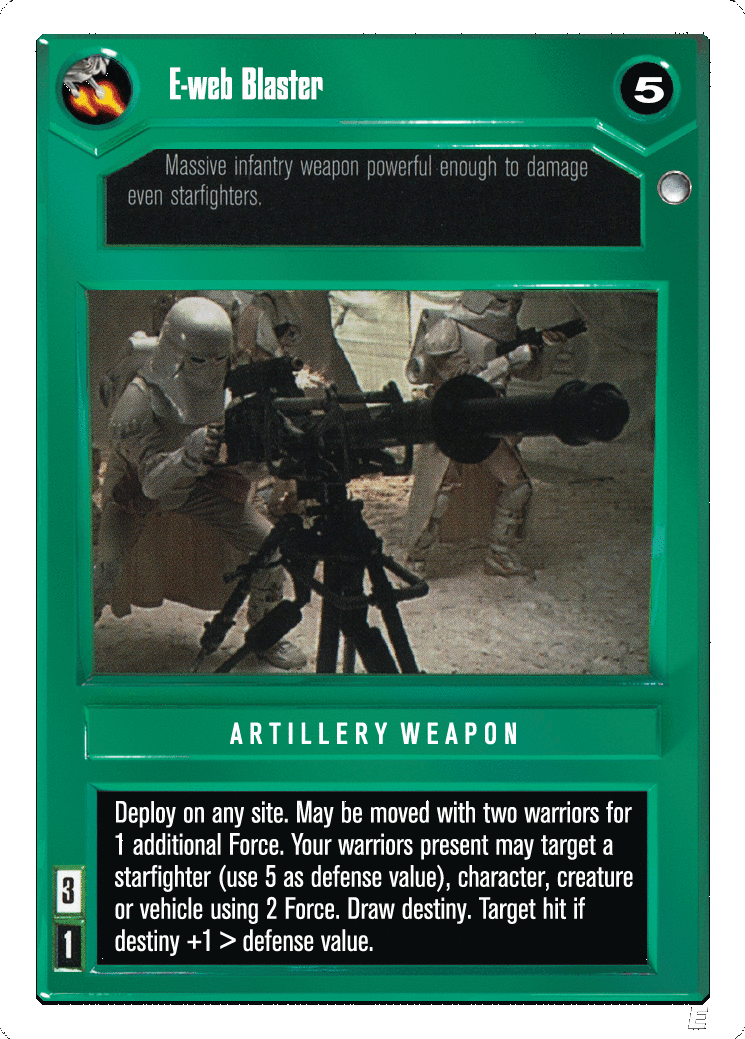 E-web Blaster
5
Massive infantry weapon powerful enough to damage
even starfighters.
ARTILLERY WEAPON
Deploy on any site. May be moved with two warriors for
1 additional Force. Your warriors present may target a
starfighter (use 5 as defense value), character, creature
or vehicle using 2 Force. Draw destiny. Target hit if
destiny +1 > defense value.
3
1
E